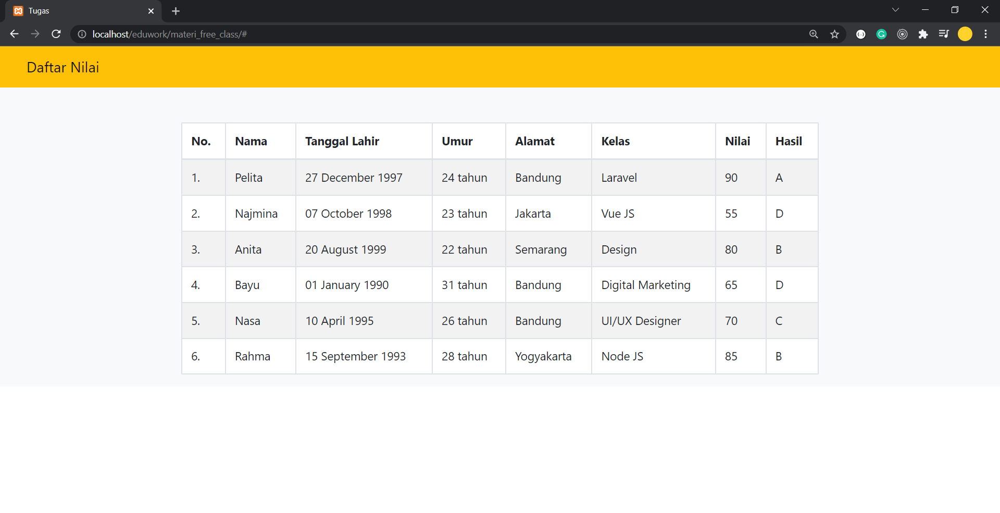 Tugas
localhost/eduwork/materi_free_class/#
Daftar Nilai
No. Nama Tanggal Lahir Umur Alamat Kelas Nilai Hasil
1. Pelita 27 December 1997 24 tahun Bandung Laravel 90 A
2. Najmina 07 October 1998 23 tahun Jakarta Vue JS 55 D
3. Anita 20 August 1999 22 tahun Semarang Design 80 B
4. Bayu 01 January 1990 31 tahun Bandung Digital Marketing 65 D
5. Nasa 10 April 1995 26 tahun Bandung UI/UX Designer 70 C
6. Rahma 15 September 1993 28 tahun Yogyakarta Node JS 85 B